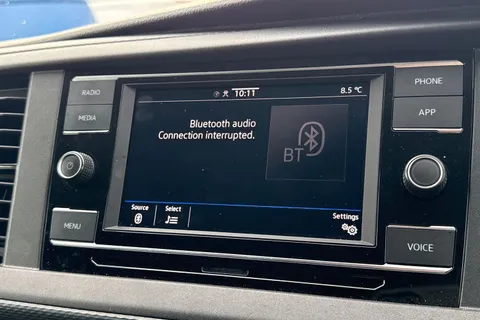 RADIO
MEDIA
MENU
10:11
8.5 °C
Bluetooth audio
Connection interrupted.
BT
Source
Select
Settings
PHONE
APP
VOICE